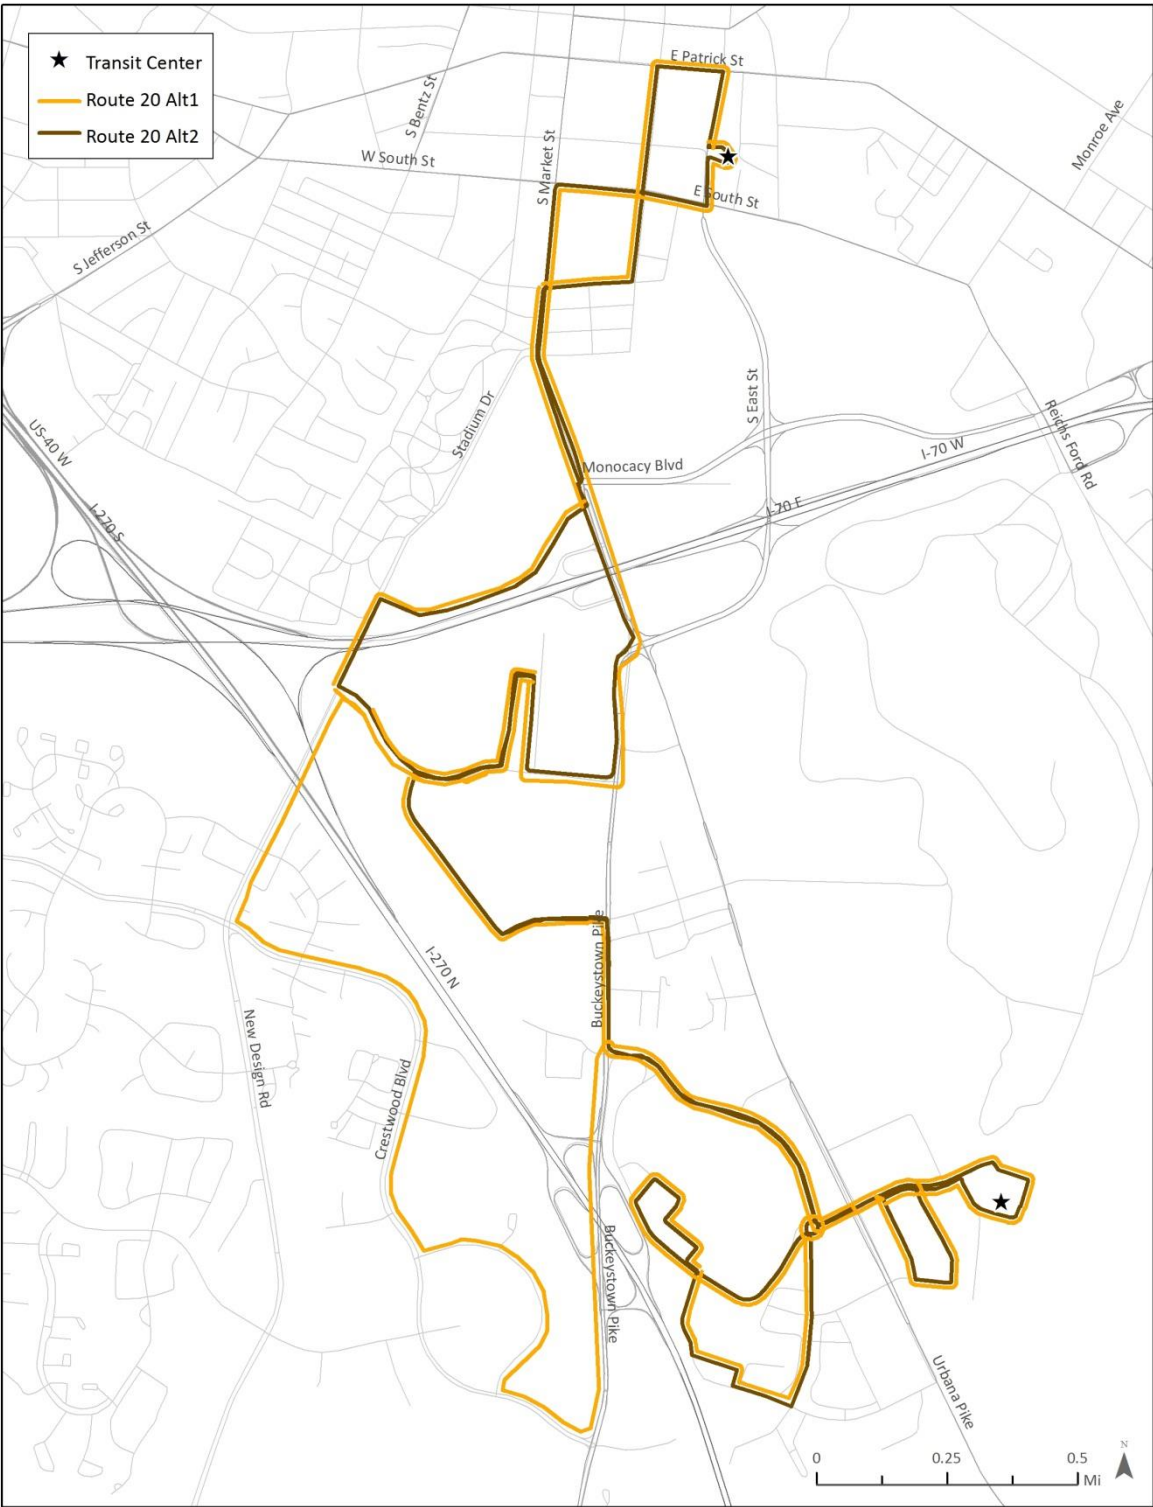 Transit Center
Route 20 Alt1
Route 20 Alt2
E Patrick St
S Bentz St
Monroe Ave
W South St
S Market St
E South St
S Jefferson St
S East St
Stadium Dr
Reichs Ford Rd
US-40 W
I-70 W
Monocacy Blvd
I-70 E
I-270 S
Buckeystown Pike
I-270 N
New Design Rd
Crestwood Blvd
Buckeystown Pike
Urbana Pike
N
0 0.25 0.5
Mi